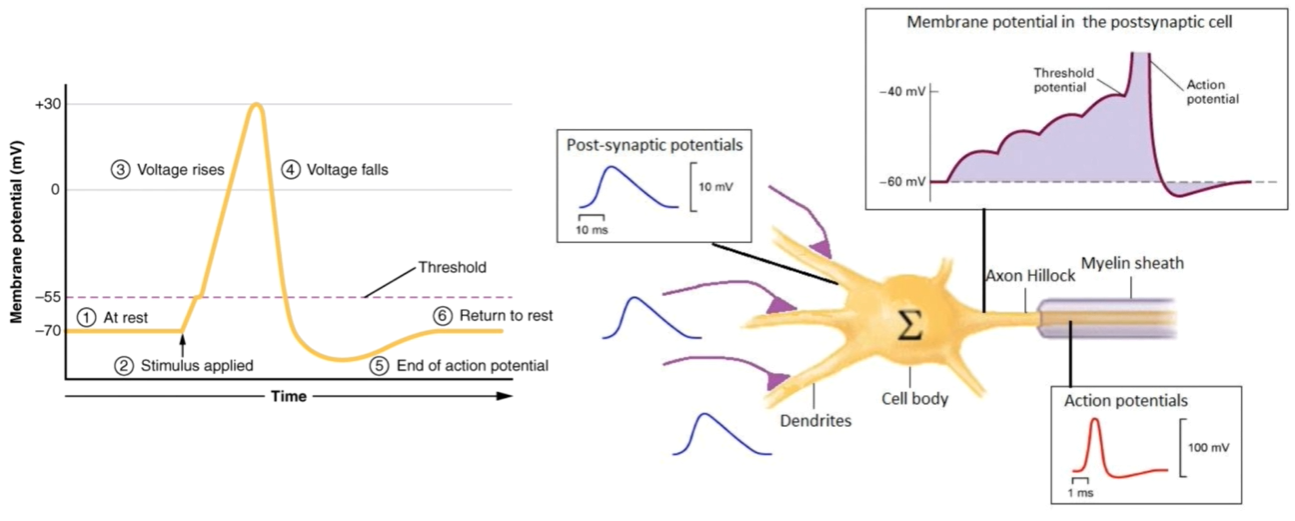 Membrane potential (mV)
+30
0
−55
−70
③ Voltage rises
④ Voltage falls
Threshold
① At rest
⑥ Return to rest
② Stimulus applied
⑤ End of action potential
Time
Post-synaptic potentials
10 mV
10 ms
Σ
Dendrites
Cell body
Axon Hillock
Myelin sheath
Membrane potential in the postsynaptic cell
−40 mV
−60 mV
Threshold
potential
Action
potential
Action potentials
100 mV
1 ms